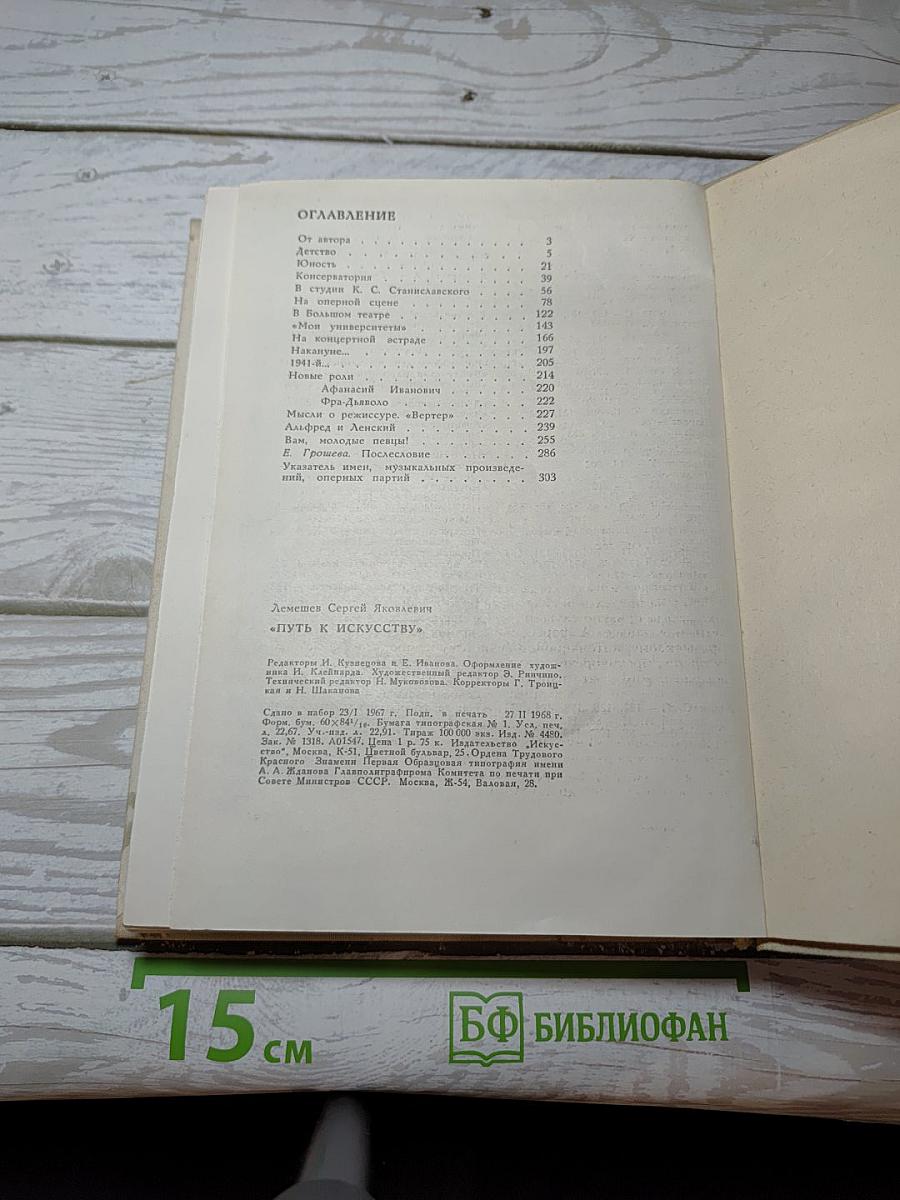 ОГЛАВЛЕНИЕ
От автора . . . . . . . . . . . . . 3
Детство . . . . . . . . . . . . . 5
Юность . . . . . . . . . . . . . 21
Консерватория . . . . . . . . . . . 39
В студии К. С. Станиславского . . . . 56
На оперной сцене . . . . . . . . . . 78
В Большом театре . . . . . . . . . . 122
«Мои университеты» . . . . . . . . . 143
На концертной эстраде . . . . . . . . 166
Накануне... . . . . . . . . . . . . 197
1941-й... . . . . . . . . . . . . . 205
Новые роли . . . . . . . . . . . . 214
Афанасий Иванович . . . . . . . 220
Фра-Дьяволо . . . . . . . . . . 222
Мысли о режиссуре. «Вертер» . . . . . 227
Альфред и Ленский . . . . . . . . . 239
Вам, молодые певцы! . . . . . . . . 255
Е. Грошева. Послесловие . . . . . . . 286
Указатель имен, музыкальных произведе-
ний, оперных партий . . . . . . . . 303
Лемешев Сергей Яковлевич
«ПУТЬ К ИСКУССТВУ»
Редакторы И. Кузнецова и Е. Иванова. Оформление худож-
ника И. Клейнарда. Художественный редактор Э. Ринчино.
Технический редактор Н. Муковозова. Корректоры Г. Троиц-
кая и Н. Шаканова
Сдано в набор 23/I 1967 г. Подп. в печать 27 II 1968 г.
Форм. бум. 60×84¹/₁₆. Бумага типографская № 1. Усл. печ.
л. 22,67. Уч.-изд. л. 22,91. Тираж 100 000 экз. Изд. № 4480.
Зак. № 1318. А01547. Цена 1 р. 75 к. Издательство „Искус-
ство", Москва, К-51, Цветной бульвар, 25. Ордена Трудового
Красного Знамени Первая Образцовая типография имени
А. А. Жданова Главполиграфпрома Комитета по печати при
Совете Министров СССР. Москва, Ж-54, Валовая, 28.
15 см
БФ БИБЛИОФАН